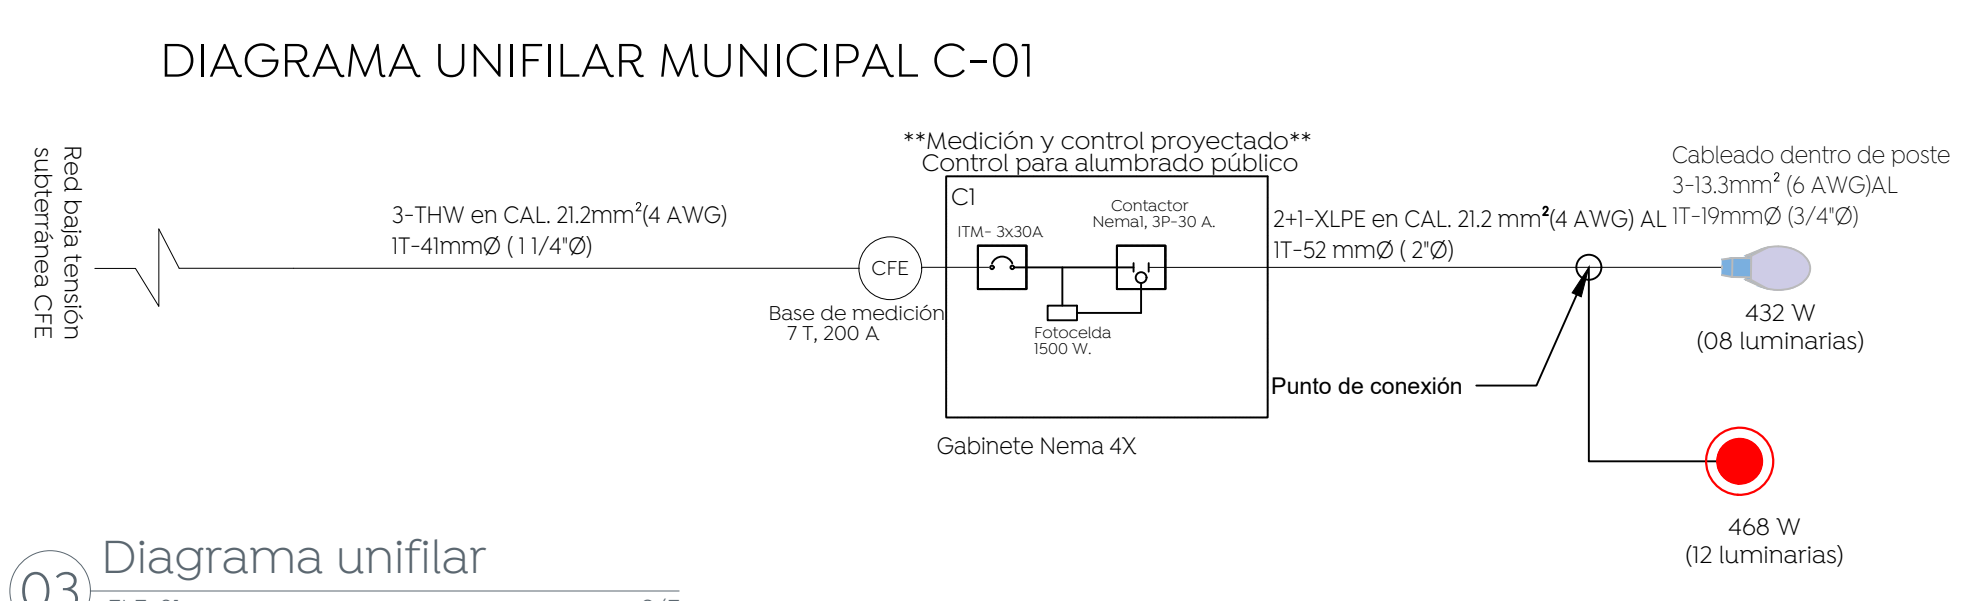 DIAGRAMA UNIFILAR MUNICIPAL C-01
Red baja tensión
subterránea CFE
3-THW en CAL. 21.2mm²(4 AWG)
1T-41mmØ (1 1/4"Ø)
CFE
Base de medición
7 T, 200 A
**Medición y control proyectado**
Control para alumbrado público
C1
ITM- 3x30A
Contactor
Nema1, 3P-30 A.
Fotocelda
1500 W.
Gabinete Nema 4X
2+1-XLPE en CAL. 21.2 mm²(4 AWG) AL
1T-52 mmØ ( 2"Ø)
Punto de conexión
Cableado dentro de poste
3-13.3mm² (6 AWG)AL
1T-19mmØ (3/4"Ø)
432 W
(08 luminarias)
468 W
(12 luminarias)
03
Diagrama unifilar